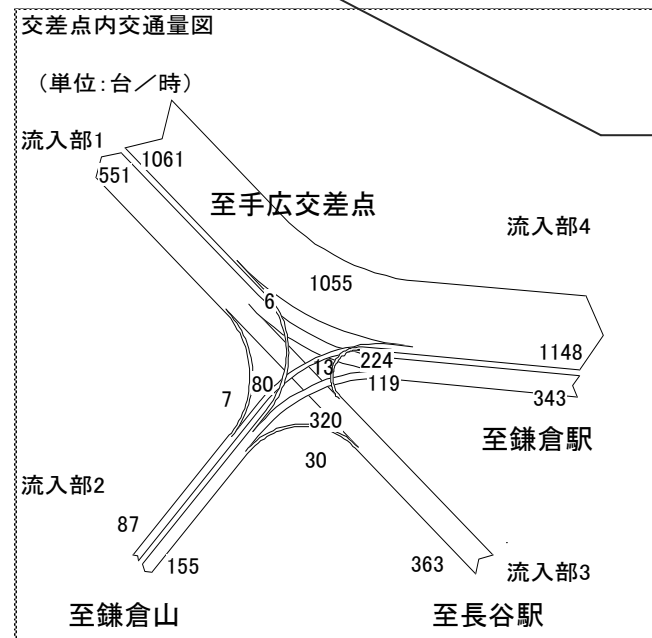 交差点内交通量図
（単位：台／時）
流入部1
1061
551
至手広交差点
流入部4
1055
6
1148
224
13
119
80
343
7
320
至鎌倉駅
30
流入部2
87
155
363
流入部3
至鎌倉山
至長谷駅